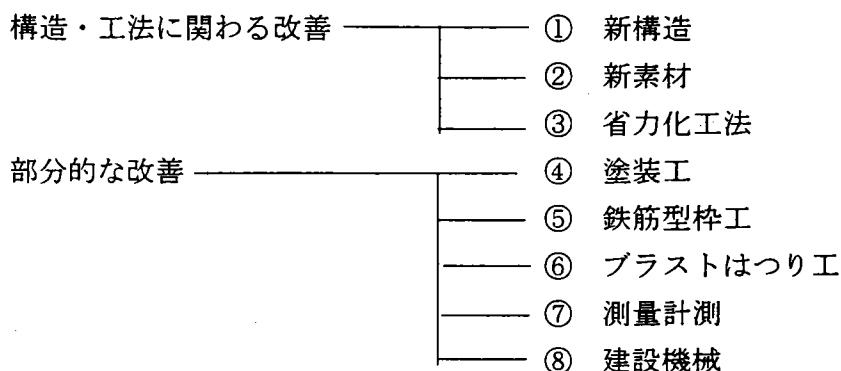 構造・工法に関わる改善 ① 新構造
② 新素材
③ 省力化工法
部分的な改善 ④ 塗装工
⑤ 鉄筋型枠工
⑥ ブラストはつり工
⑦ 測量計測
⑧ 建設機械